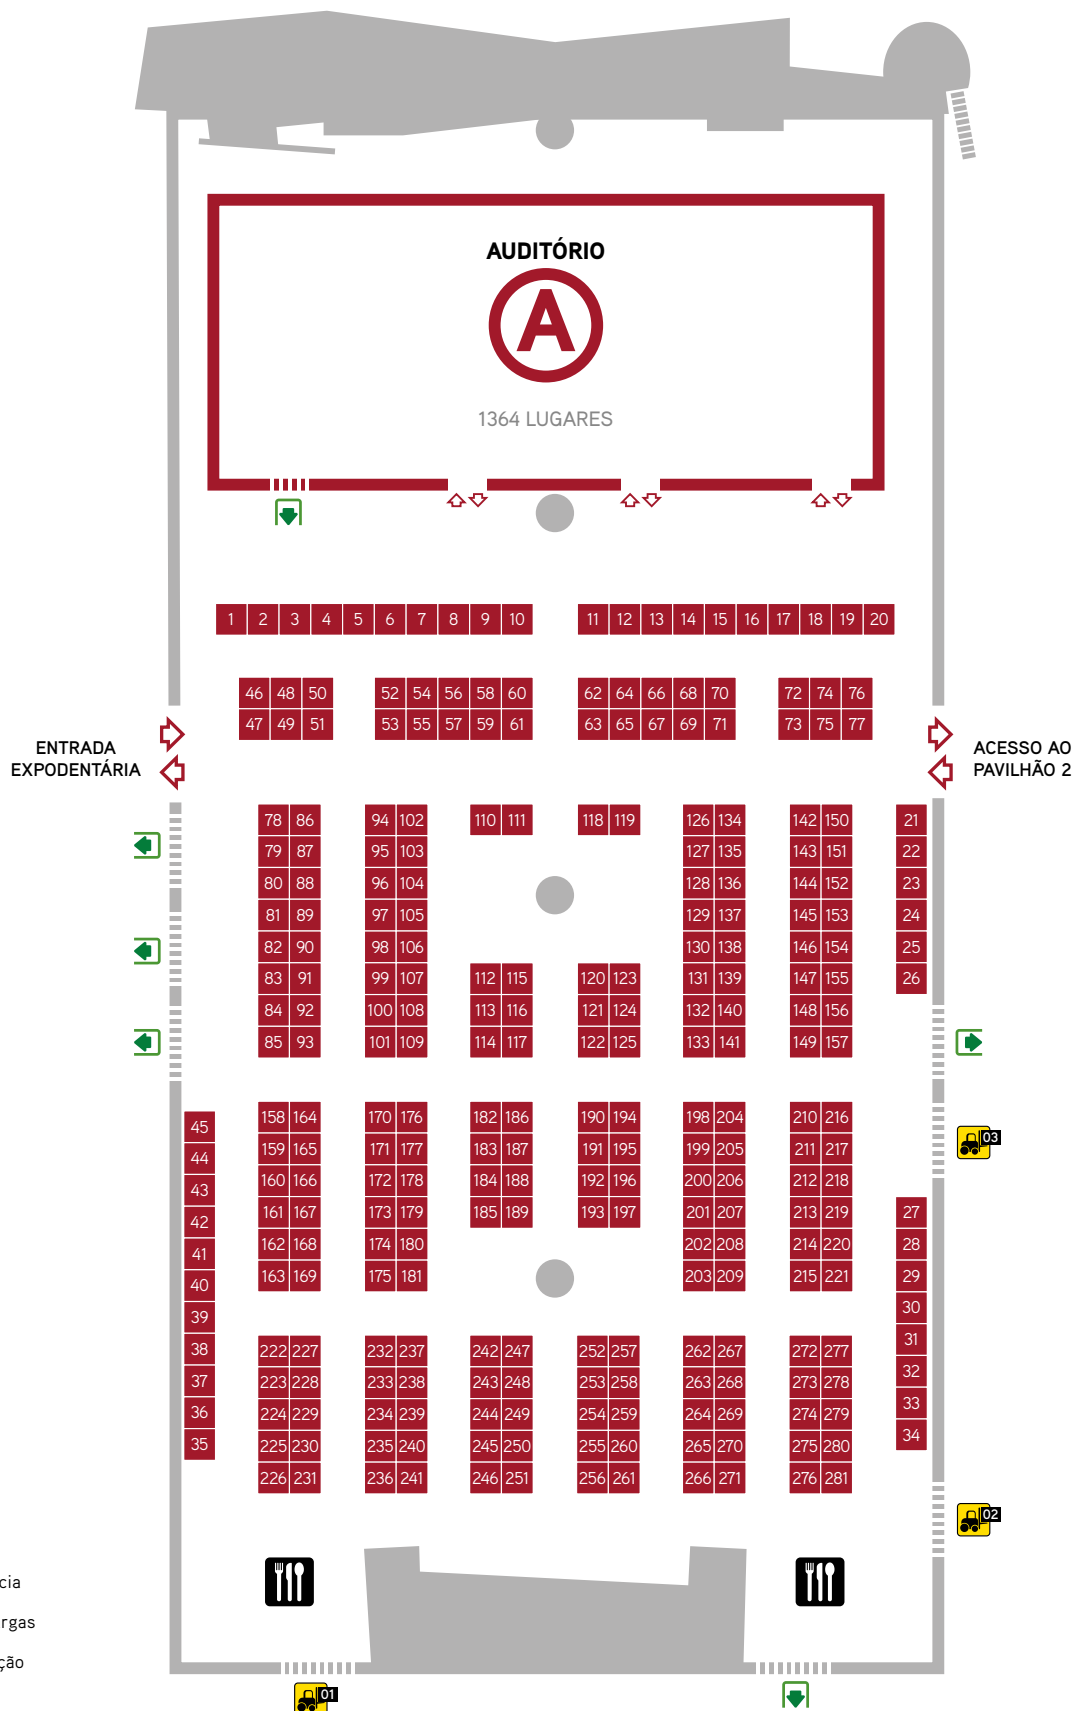 AUDITÓRIO
A
1364 LUGARES
1 2 3 4 5 6 7 8 9 10 11 12 13 14 15 16 17 18 19 20
46 48 50 52 54 56 58 60 62 64 66 68 70 72 74 76
47 49 51 53 55 57 59 61 63 65 67 69 71 73 75 77
ENTRADA
EXPODENTÁRIA
ACESSO AO
PAVILHÃO 2
78 86 94 102 110 111 118 119 126 134 142 150 21
79 87 95 103 127 135 143 151 22
80 88 96 104 128 136 144 152 23
81 89 97 105 129 137 145 153 24
82 90 98 106 130 138 146 154 25
83 91 99 107 112 115 120 123 131 139 147 155 26
84 92 100 108 113 116 121 124 132 140 148 156
85 93 101 109 114 117 122 125 133 141 149 157
45 158 164 170 176 182 186 190 194 198 204 210 216
03
44 159 165 171 177 183 187 191 195 199 205 211 217
43 160 166 172 178 184 188 192 196 200 206 212 218
42 161 167 173 179 185 189 193 197 201 207 213 219 27
41 162 168 174 180 202 208 214 220 28
40 163 169 175 181 203 209 215 221 29
39 30
38 222 227 232 237 242 247 252 257 262 267 272 277 31
37 223 228 233 238 243 248 253 258 263 268 273 278 32
36 224 229 234 239 244 249 254 259 264 269 274 279 33
35 225 230 235 240 245 250 255 260 265 270 275 280 34
226 231 236 241 246 251 256 261 266 271 276 281
02
cia
rgas
ção
01